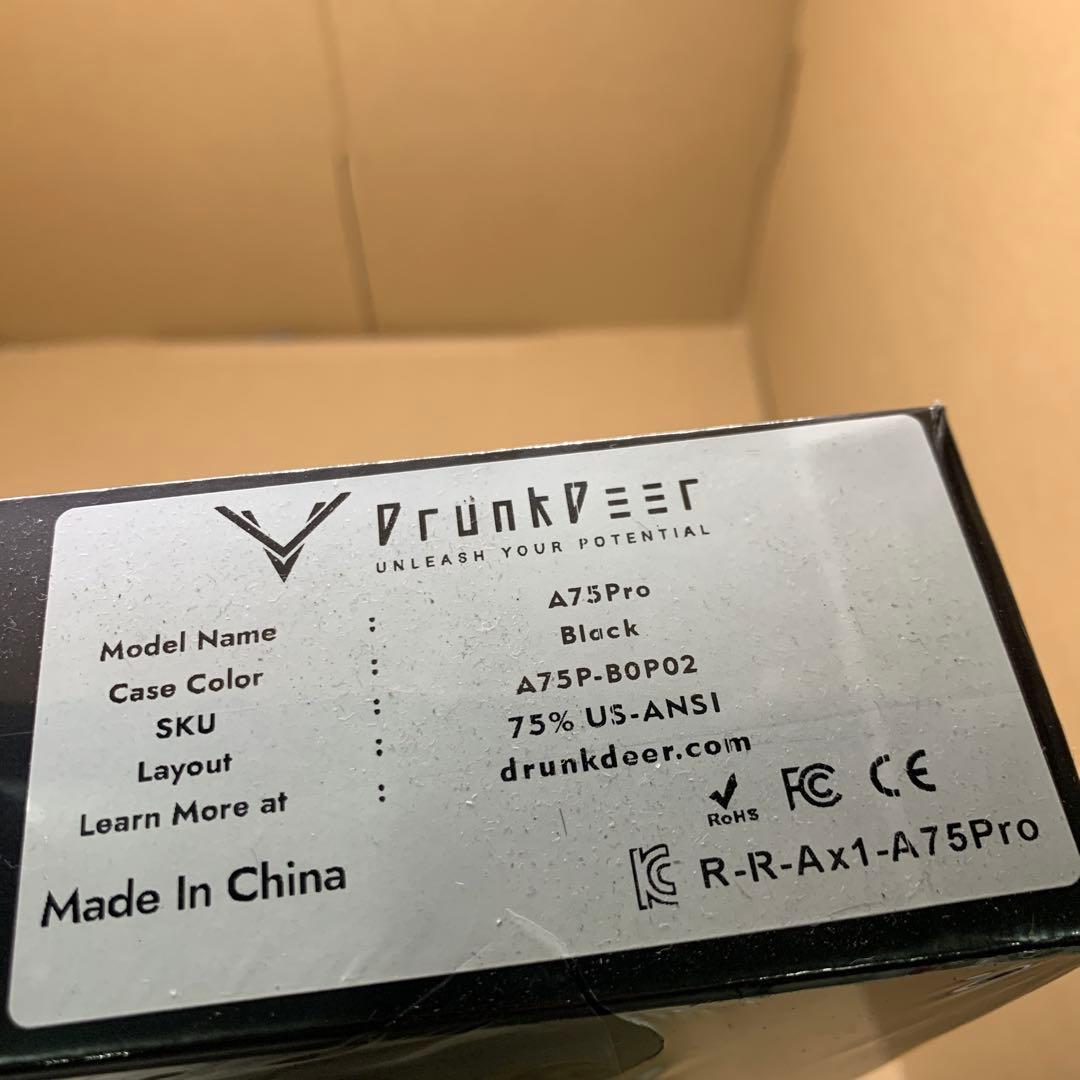 DrunkDeer
UNLEASH YOUR POTENTIAL
Model Name : A75Pro
Case Color : Black
SKU : A75P-B0P02
Layout : 75% US-ANSI
Learn More at : drunkdeer.com
RoHS FC CE
Made In China
KC R-R-Ax1-A75Pro